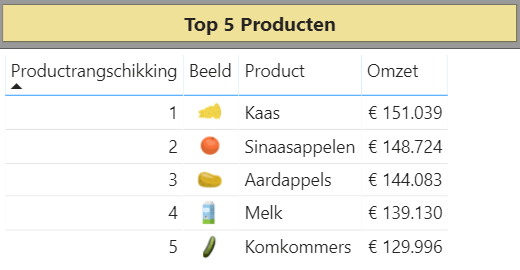 Top 5 Producten
Productrangschikking Beeld Product Omzet
1 Kaas € 151.039
2 Sinaasappelen € 148.724
3 Aardappels € 144.083
4 Melk € 139.130
5 Komkommers € 129.996